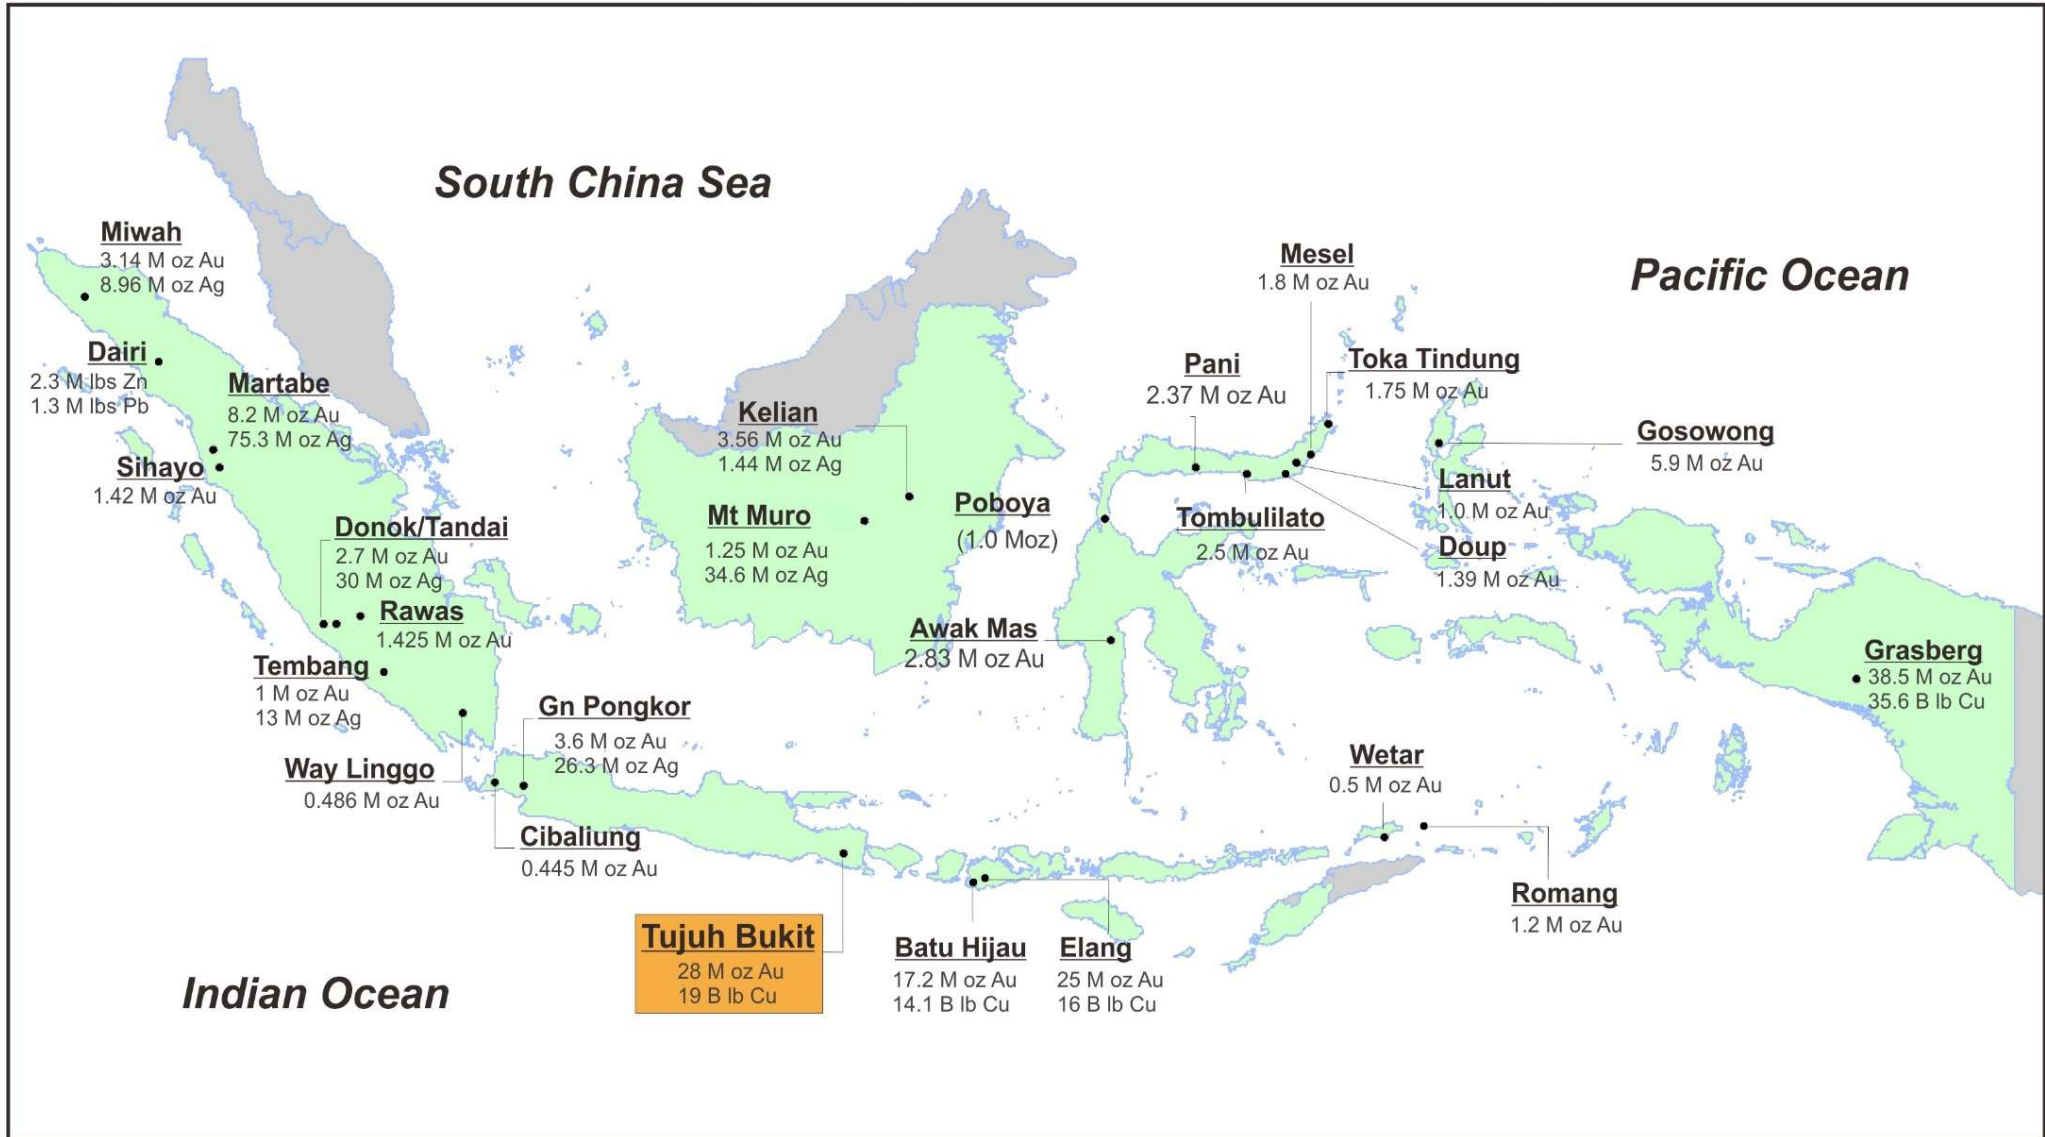 South China Sea
Pacific Ocean
Indian Ocean
Miwah
3.14 M oz Au
8.96 M oz Ag
Dairi
2.3 M lbs Zn
1.3 M lbs Pb
Martabe
8.2 M oz Au
75.3 M oz Ag
Sihayo
1.42 M oz Au
Donok/Tandai
2.7 M oz Au
30 M oz Ag
Rawas
1.425 M oz Au
Tembang
1 M oz Au
13 M oz Ag
Way Linggo
0.486 M oz Au
Gn Pongkor
3.6 M oz Au
26.3 M oz Ag
Cibaliung
0.445 M oz Au
Kelian
3.56 M oz Au
1.44 M oz Ag
Mt Muro
1.25 M oz Au
34.6 M oz Ag
Poboya
(1.0 Moz)
Awak Mas
2.83 M oz Au
Pani
2.37 M oz Au
Mesel
1.8 M oz Au
Toka Tindung
1.75 M oz Au
Tombulilato
2.5 M oz Au
Lanut
1.0 M oz Au
Doup
1.39 M oz Au
Gosowong
5.9 M oz Au
Grasberg
38.5 M oz Au
35.6 B lb Cu
Wetar
0.5 M oz Au
Romang
1.2 M oz Au
Tujuh Bukit
28 M oz Au
19 B lb Cu
Batu Hijau
17.2 M oz Au
14.1 B lb Cu
Elang
25 M oz Au
16 B lb Cu